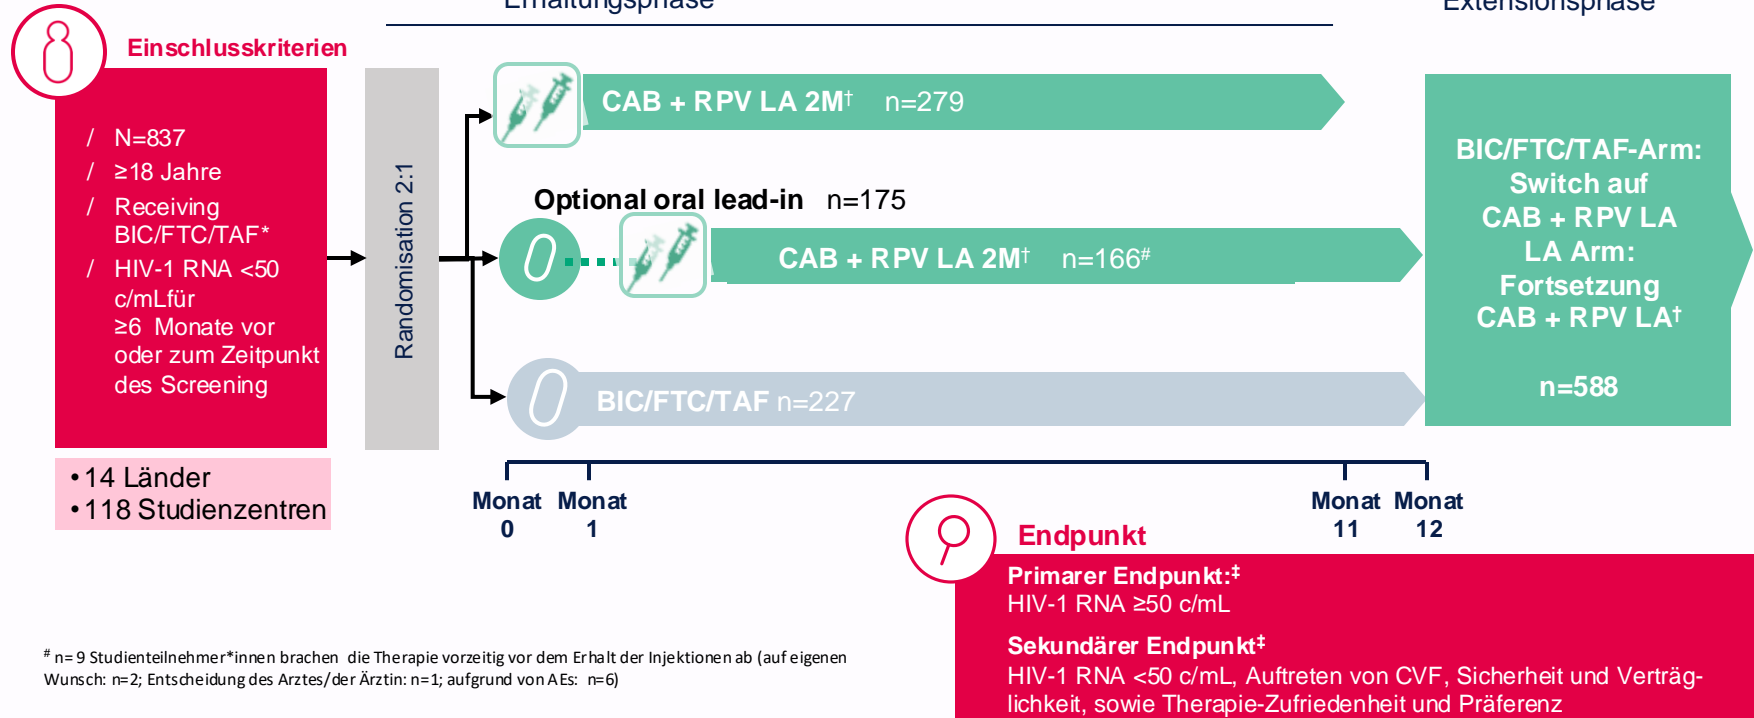 Erhaltungsphase
Extensionsphase
Einschlusskriterien
/ N=837
/ ≥18 Jahre
/ Receiving
BIC/FTC/TAF*
/ HIV-1 RNA <50
c/mLfür
≥6 Monate vor
oder zum Zeitpunkt
des Screening
• 14 Länder
• 118 Studienzentren
Randomisation 2:1
CAB + RPV LA 2M† n=279
Optional oral lead-in n=175
CAB + RPV LA 2M† n=166#
BIC/FTC/TAF n=227
BIC/FTC/TAF-Arm:
Switch auf
CAB + RPV LA
LA Arm:
Fortsetzung
CAB + RPV LA†
n=588
Monat Monat Monat Monat
0 1 11 12
Endpunkt
Primarer Endpunkt:‡
HIV-1 RNA ≥50 c/mL
Sekundärer Endpunkt‡
HIV-1 RNA <50 c/mL, Auftreten von CVF, Sicherheit und Verträg-
lichkeit, sowie Therapie-Zufriedenheit und Präferenz
# n= 9 Studienteilnehmer*innen brachen die Therapie vorzeitig vor dem Erhalt der Injektionen ab (auf eigenen
Wunsch: n=2; Entscheidung des Arztes/der Ärztin: n=1; aufgrund von AEs: n=6)